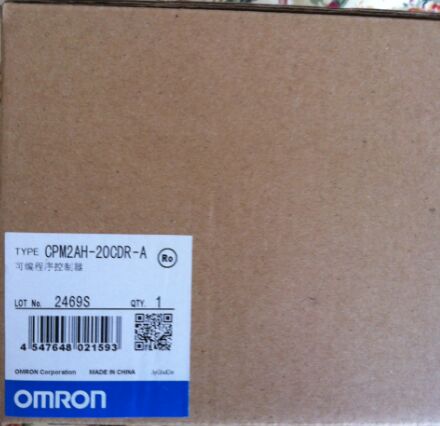 TYPE CPM2AH-20CDR-A Ro
可编程序控制器
LOT No. 2469S QTY. 1
4 547648 021593
OMRON Corporation MADE IN CHINA
OMRON